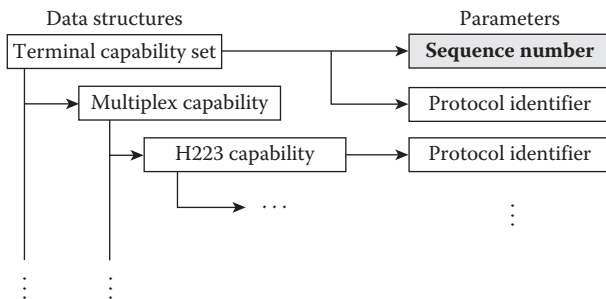 Data structures
Parameters
Terminal capability set
Sequence number
Multiplex capability
Protocol identifier
H223 capability
Protocol identifier
...
⋮
⋮
⋮